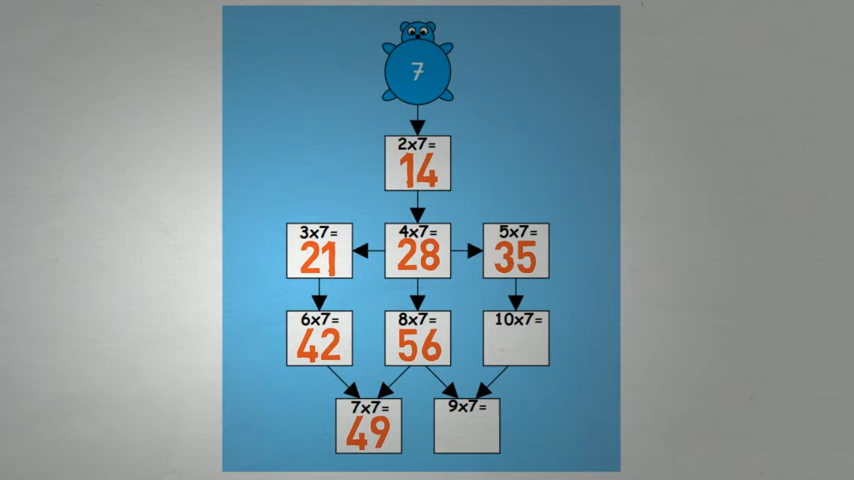 7
2x7=
14
3x7=
21
4x7=
28
5x7=
35
6x7=
42
8x7=
56
10x7=
7x7=
49
9x7=